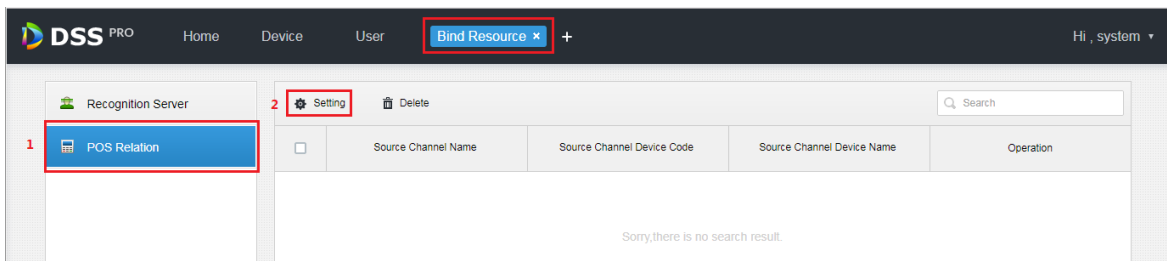 DSS PRO Home Device User Bind Resource × + Hi , system ▾
Recognition Server 2 Setting Delete Search
1 POS Relation Source Channel Name Source Channel Device Code Source Channel Device Name Operation
Sorry,there is no search result.